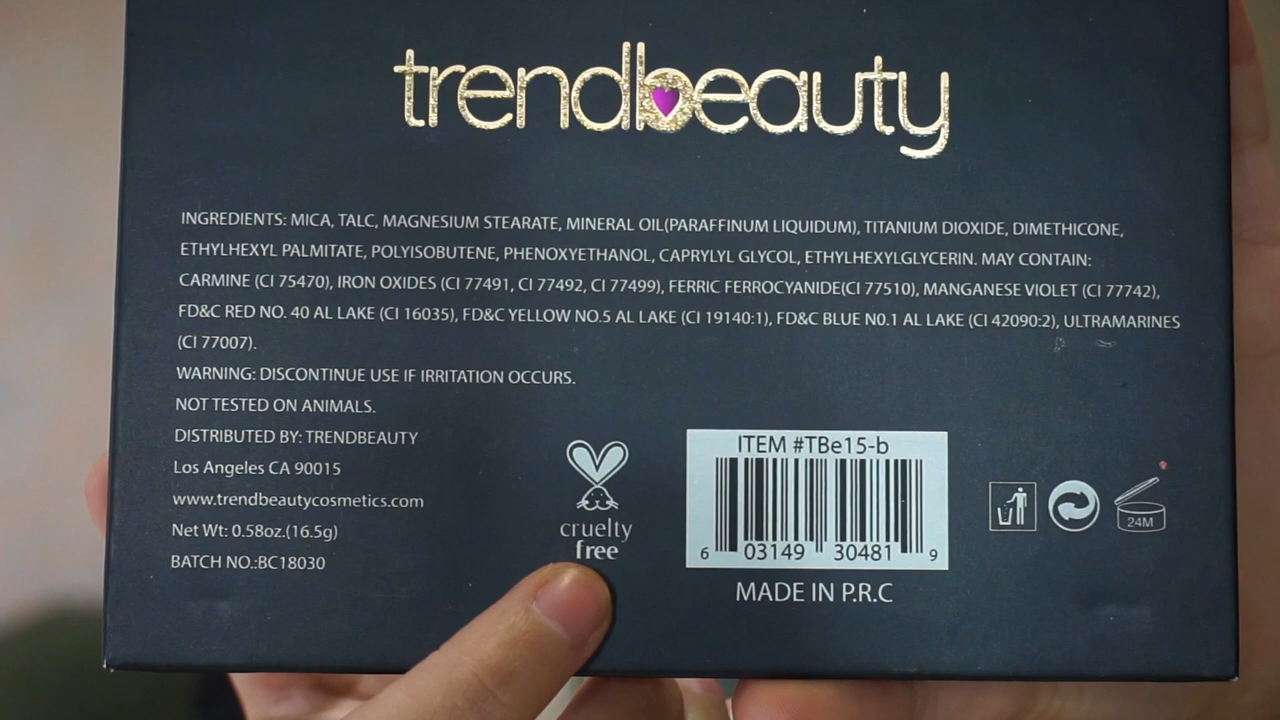 trendbeauty
INGREDIENTS: MICA, TALC, MAGNESIUM STEARATE, MINERAL OIL(PARAFFINUM LIQUIDUM), TITANIUM DIOXIDE, DIMETHICONE,
ETHYLHEXYL PALMITATE, POLYISOBUTENE, PHENOXYETHANOL, CAPRYLYL GLYCOL, ETHYLHEXYLGLYCERIN. MAY CONTAIN:
CARMINE (CI 75470), IRON OXIDES (CI 77491, CI 77492, CI 77499), FERRIC FERROCYANIDE(CI 77510), MANGANESE VIOLET (CI 77742),
FD&C RED NO. 40 AL LAKE (CI 16035), FD&C YELLOW NO.5 AL LAKE (CI 19140:1), FD&C BLUE N0.1 AL LAKE (CI 42090:2), ULTRAMARINES
(CI 77007).
WARNING: DISCONTINUE USE IF IRRITATION OCCURS.
NOT TESTED ON ANIMALS.
DISTRIBUTED BY: TRENDBEAUTY
Los Angeles CA 90015
www.trendbeautycosmetics.com
Net Wt: 0.58oz.(16.5g)
BATCH NO.:BC18030
cruelty
free
ITEM #TBe15-b
6 03149 30481 9
MADE IN P.R.C
24M